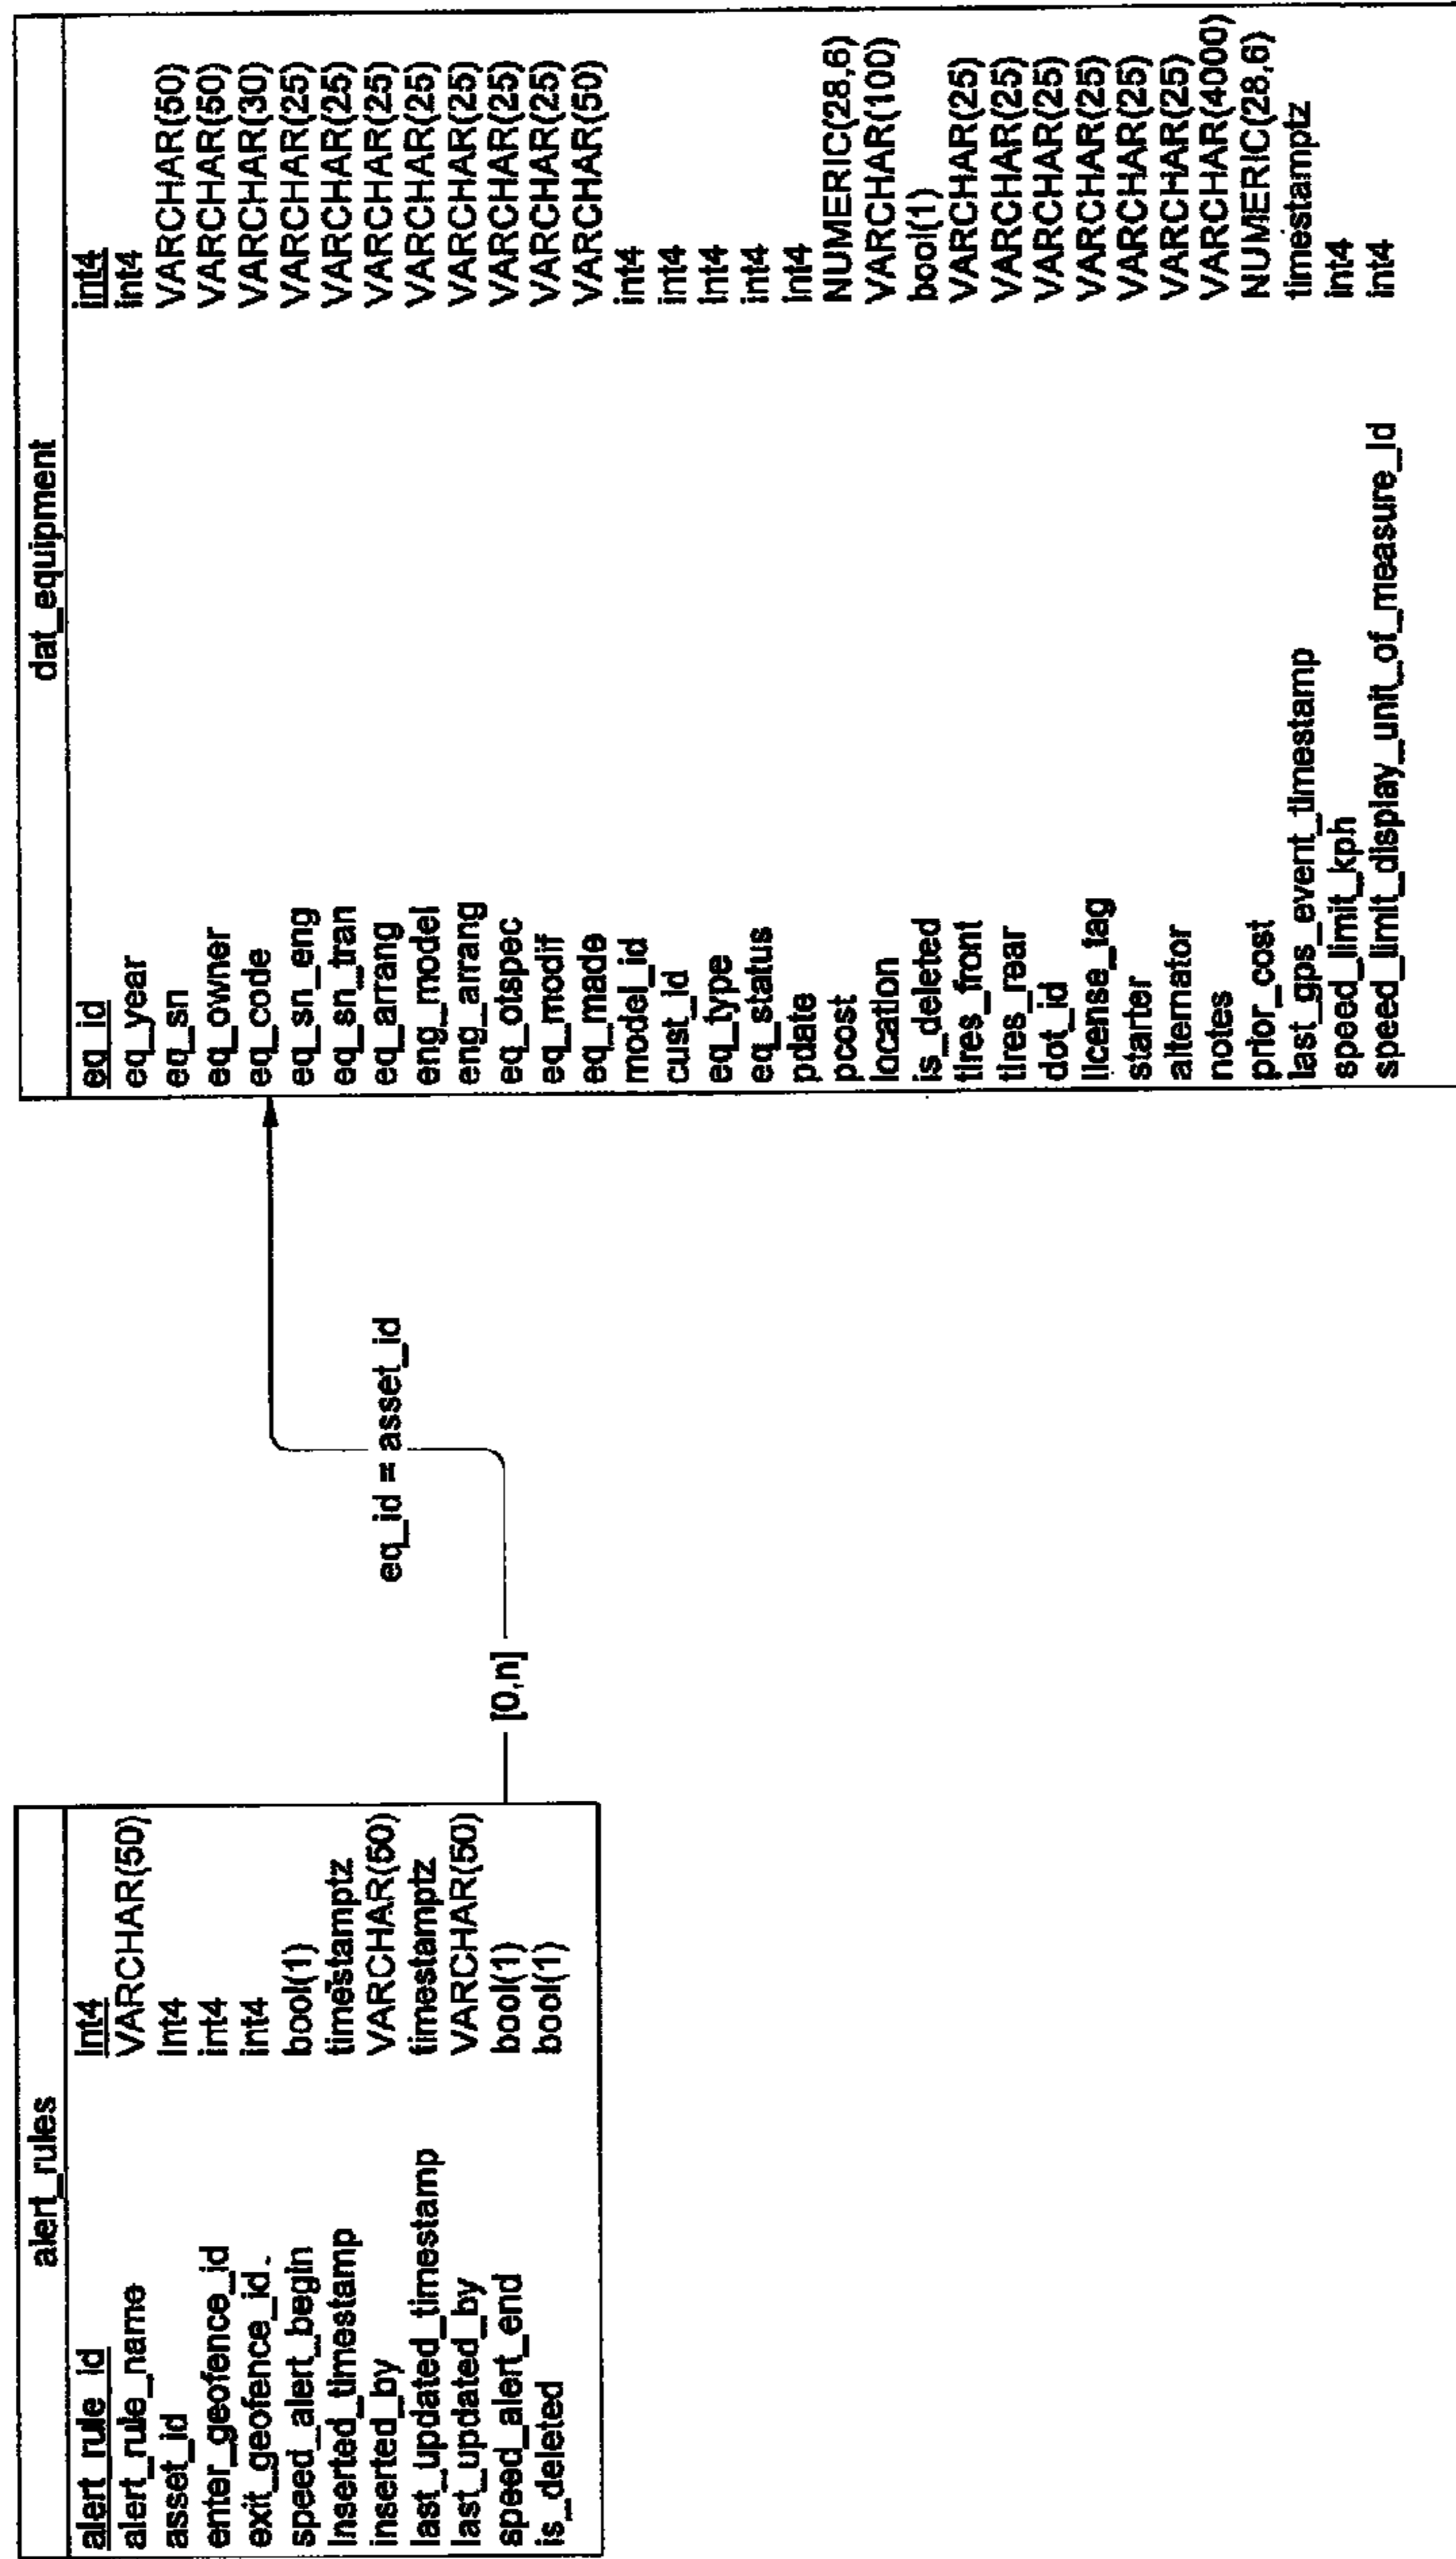 alert_rules
alert_rule_id int4
alert_rule_name VARCHAR(50)
asset_id int4
enter_geofence_id int4
exit_geofence_id int4
speed_alert_begin bool(1)
inserted_timestamp timestamptz
inserted_by VARCHAR(50)
last_updated_timestamp timestamptz
last_updated_by VARCHAR(50)
speed_alert_end bool(1)
is_deleted bool(1)
[0,n]
eq_id = asset_id
dat_equipment
eq_id int4
eq_year int4
eq_sn VARCHAR(50)
eq_owner VARCHAR(50)
eq_code VARCHAR(30)
eq_sn_eng VARCHAR(25)
eq_sn_tran VARCHAR(25)
eq_arrang VARCHAR(25)
eng_model VARCHAR(25)
eng_arrang VARCHAR(25)
eq_otspec VARCHAR(25)
eq_modif VARCHAR(25)
eq_made VARCHAR(50)
model_id int4
cust_id int4
eq_type int4
eq_status int4
pdate int4
pcost NUMERIC(28,6)
location VARCHAR(100)
is_deleted bool(1)
tires_front VARCHAR(25)
tires_rear VARCHAR(25)
dot_id VARCHAR(25)
license_tag VARCHAR(25)
starter VARCHAR(25)
alternator VARCHAR(25)
notes VARCHAR(4000)
prior_cost NUMERIC(28,6)
last_gps_event_timestamp timestamptz
speed_limit_kph int4
speed_limit_display_unit_of_measure_id int4